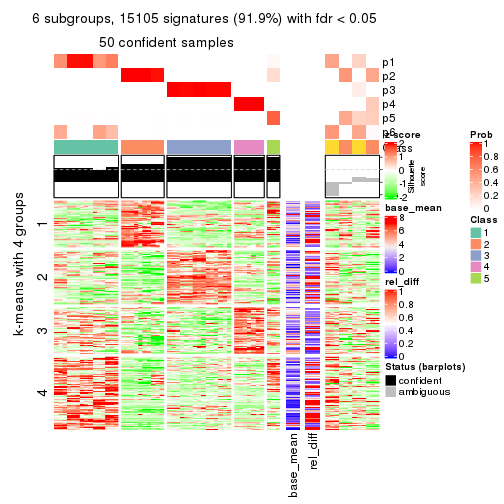 6 subgroups, 15105 signatures (91.9%) with fdr < 0.05
50 confident samples
p1
p2
p3
p4
p5
p6
Class
Silhouette
score
k-means with 4 groups
1
2
3
4
base_mean
rel_diff
z-score
2
1
0
-1
-2
base_mean
8
6
4
2
0
rel_diff
1
0.8
0.6
0.4
0.2
0
Status (barplots)
confident
ambiguous
Prob
1
0.8
0.6
0.4
0.2
0
Class
1
2
3
4
5